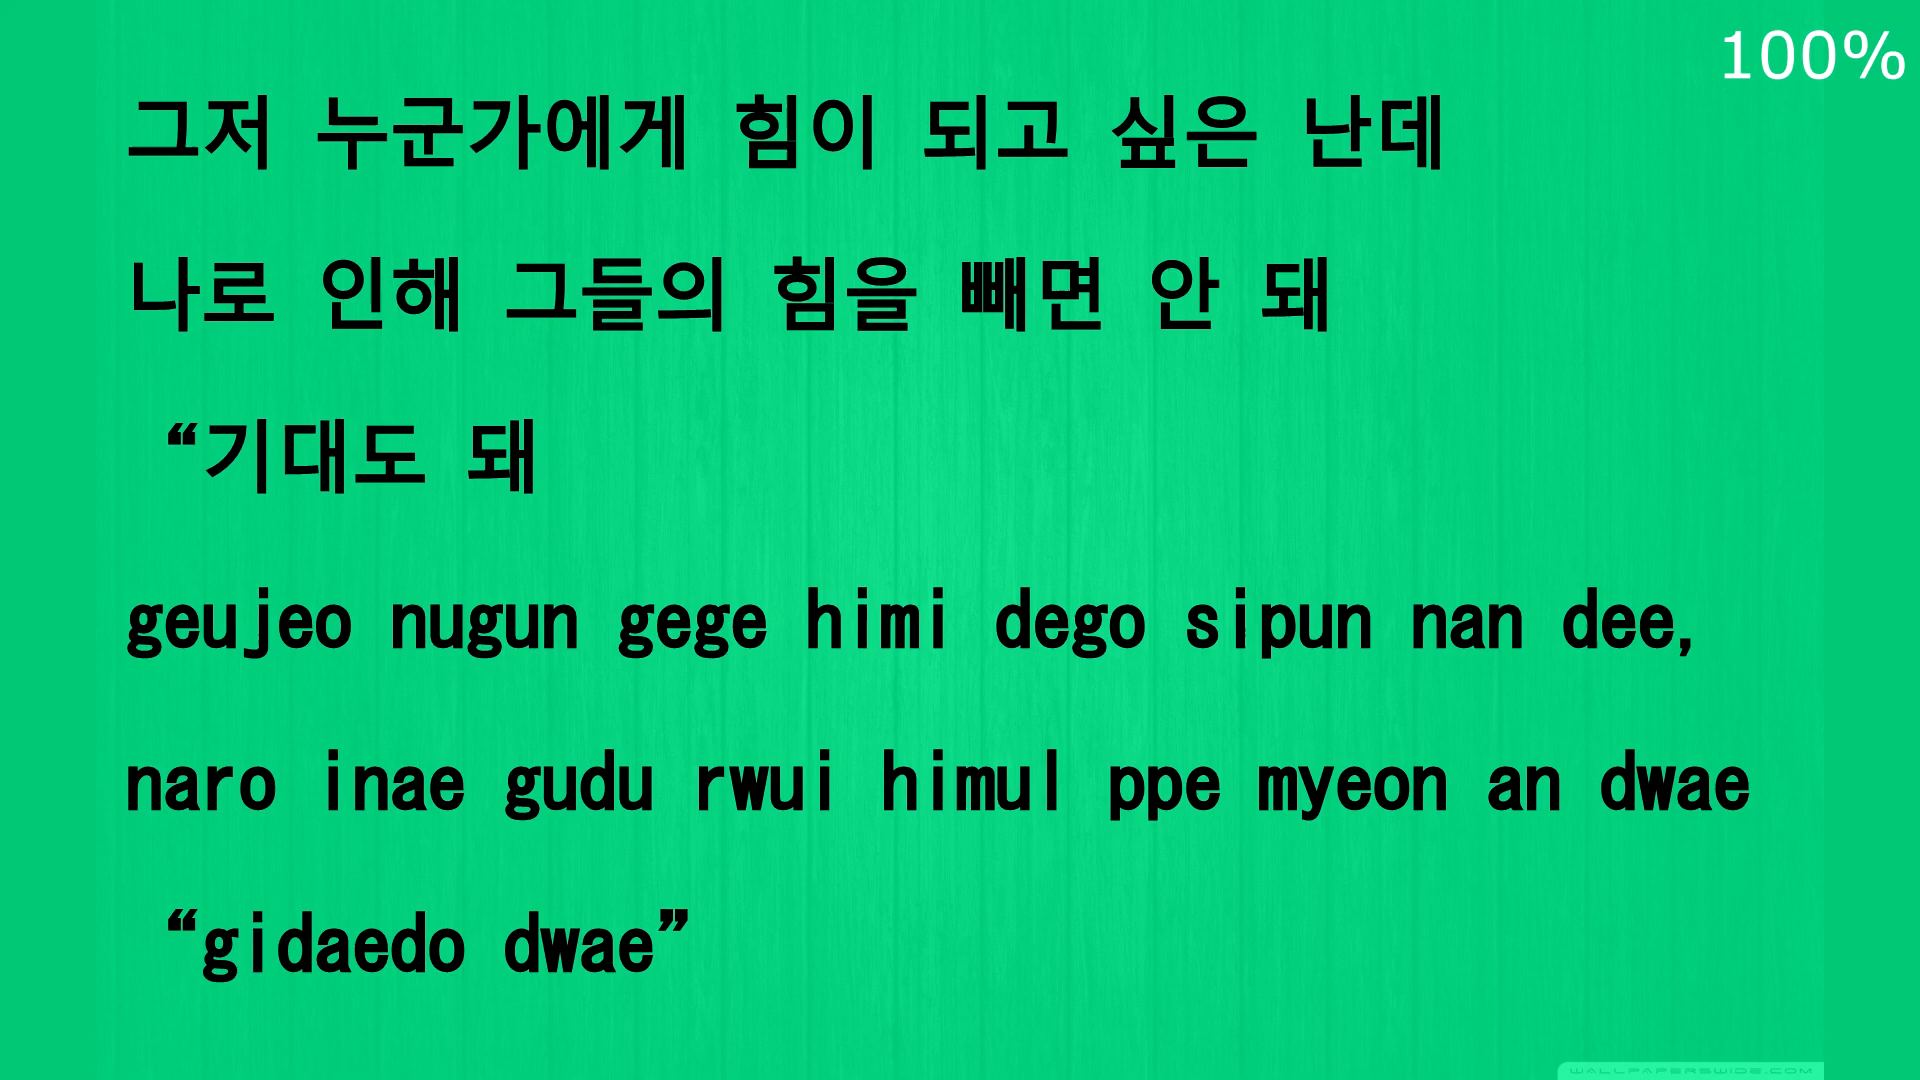 100%
그저 누군가에게 힘이 되고 싶은 난데
나로 인해 그들의 힘을 빼면 안 돼
“기대도 돼
geujeo nugun gege himi dego sipun nan dee,
naro inae gudu rwui himul ppe myeon an dwae
“gidaedo dwae”
WALLPAPERSWIDE.COM